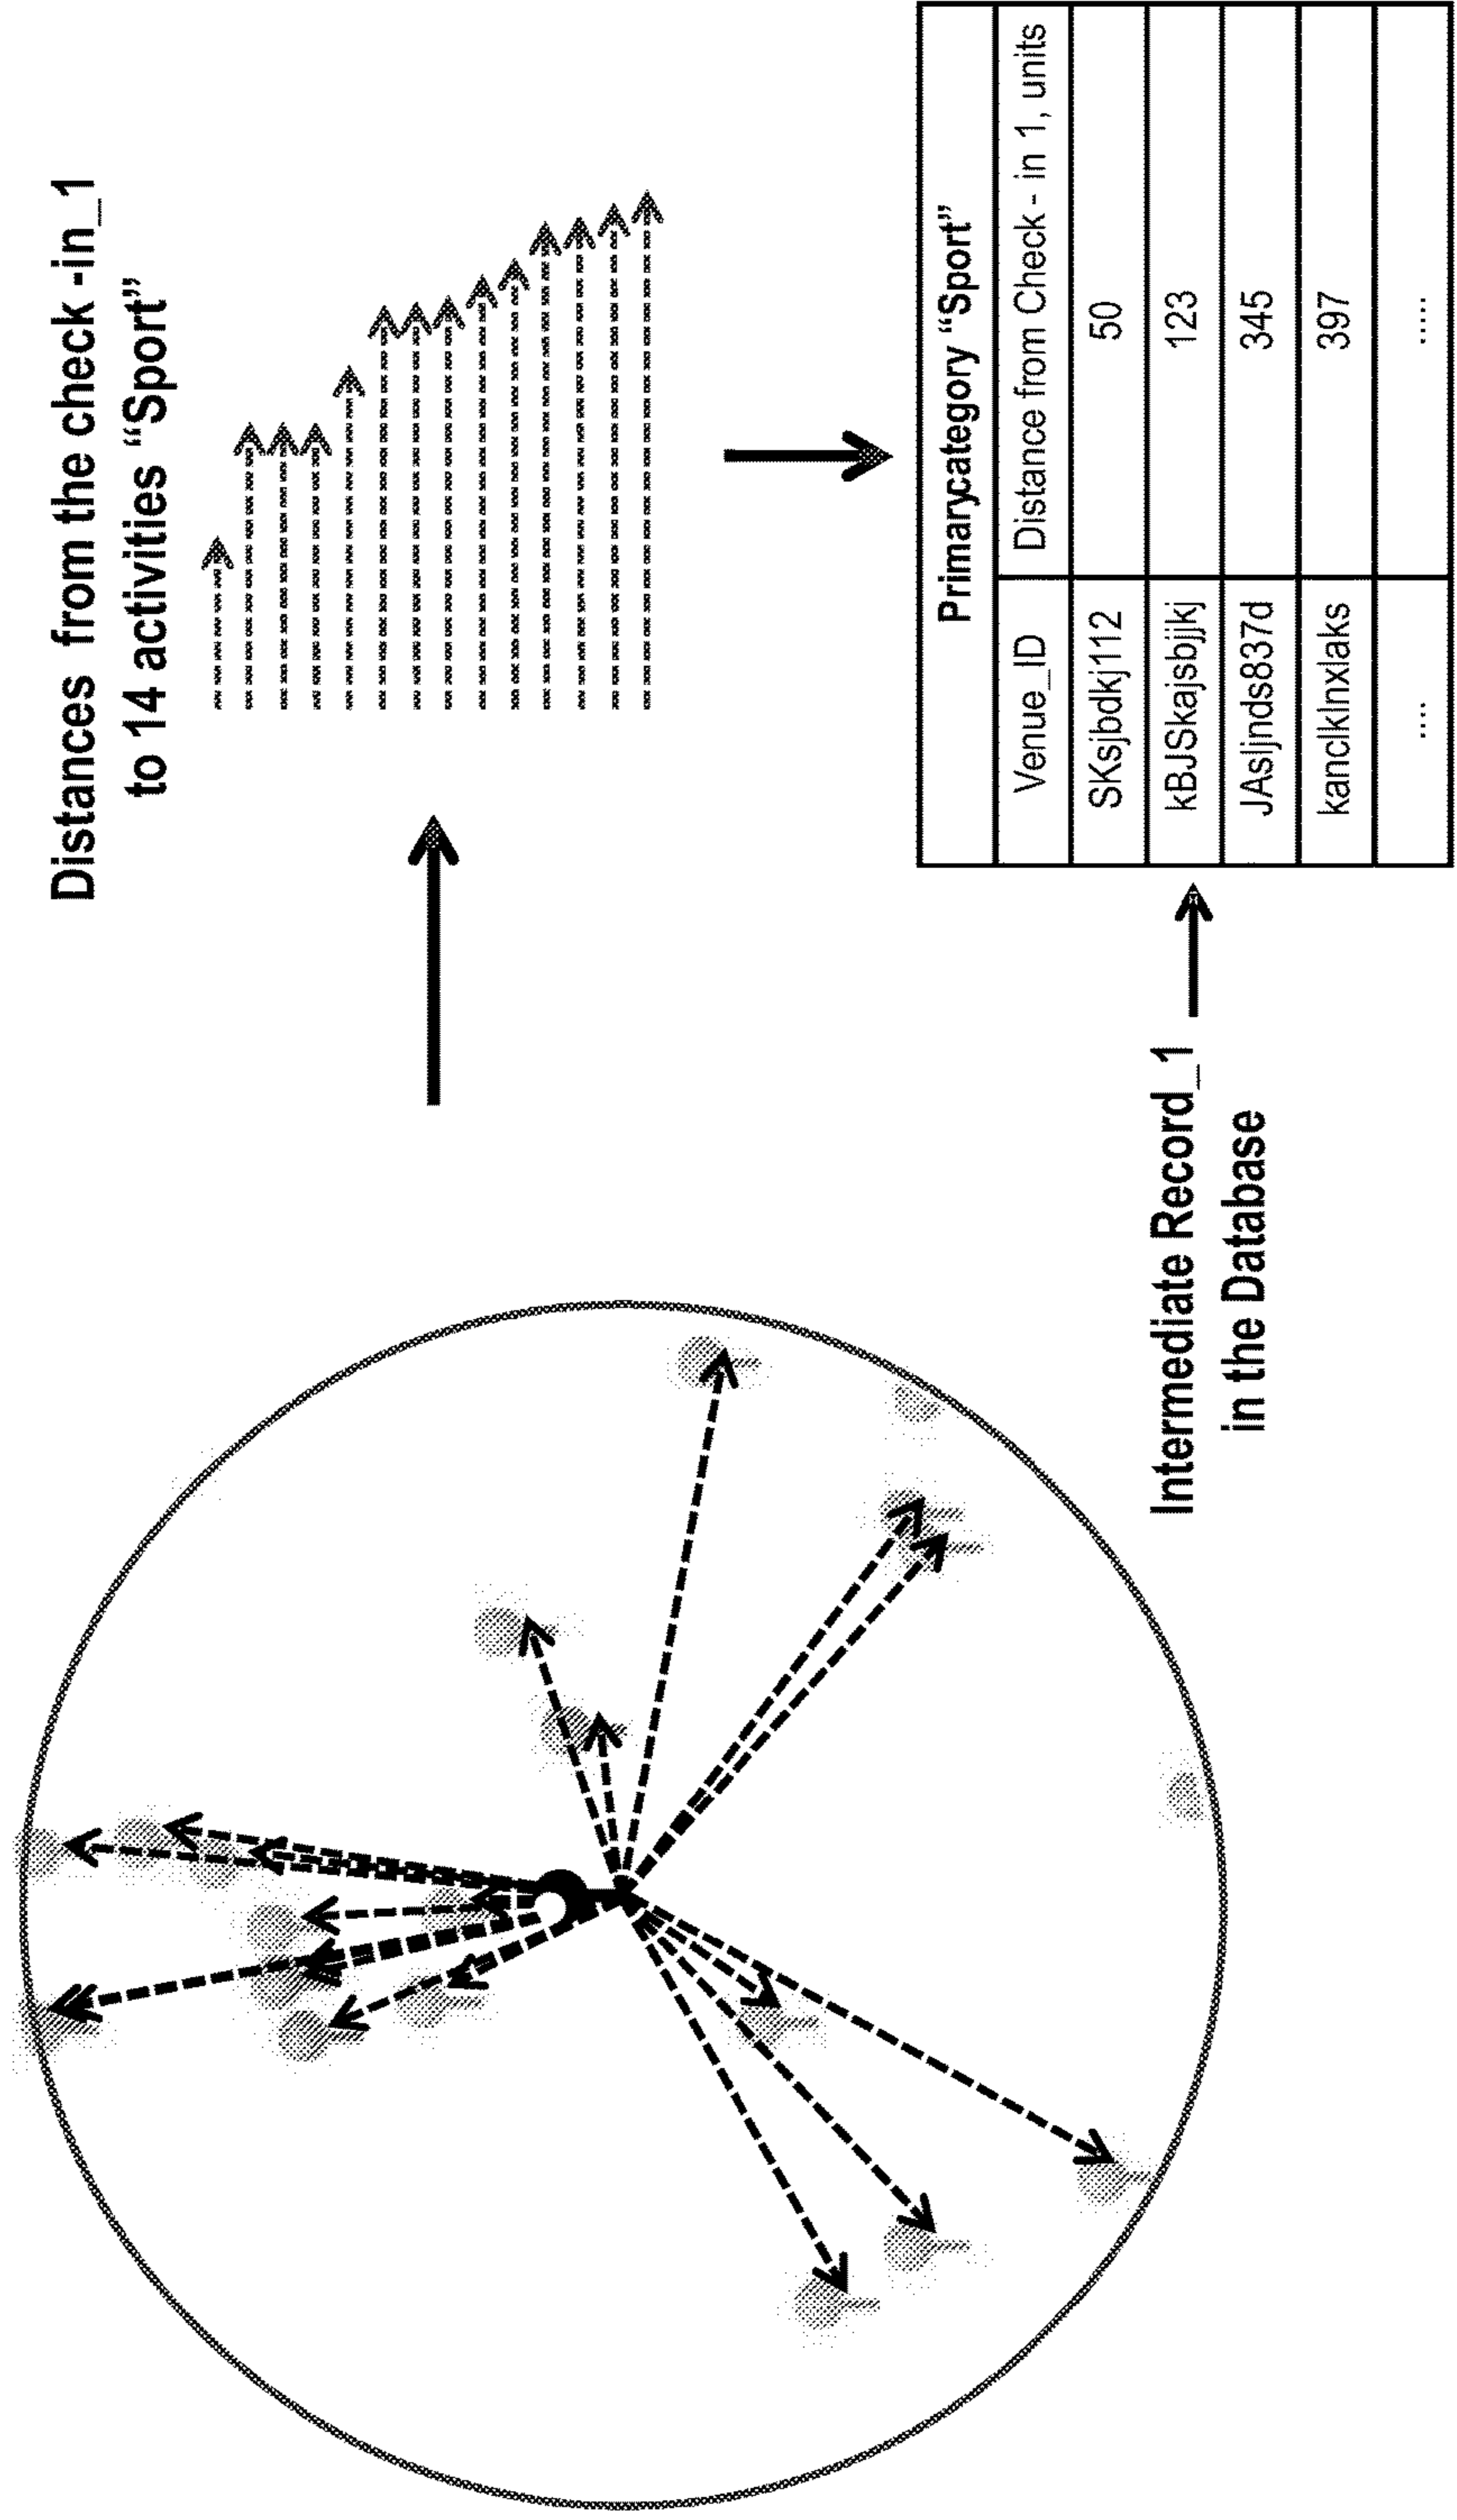 Distances from the check -in_1
to 14 activities “Sport”
Primarycategory “Sport”
Venue_ID Distance from Check - in 1, units
SKsjbdkj112 50
kBJSkajsbjjkj 123
JAsljnds837d 345
kanclklnxlaks 397
.... ....
Intermediate Record_1
in the Database